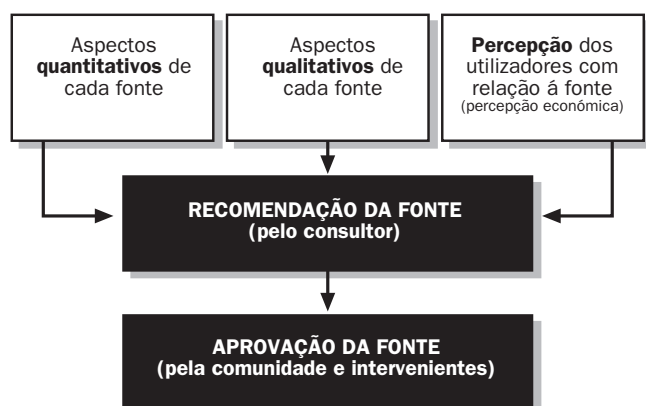 Aspectos
quantitativos de
cada fonte
Aspectos
qualitativos de
cada fonte
Percepção dos
utilizadores com
relação á fonte
(percepção económica)
RECOMENDAÇÃO DA FONTE
(pelo consultor)
APROVAÇÃO DA FONTE
(pela comunidade e intervenientes)